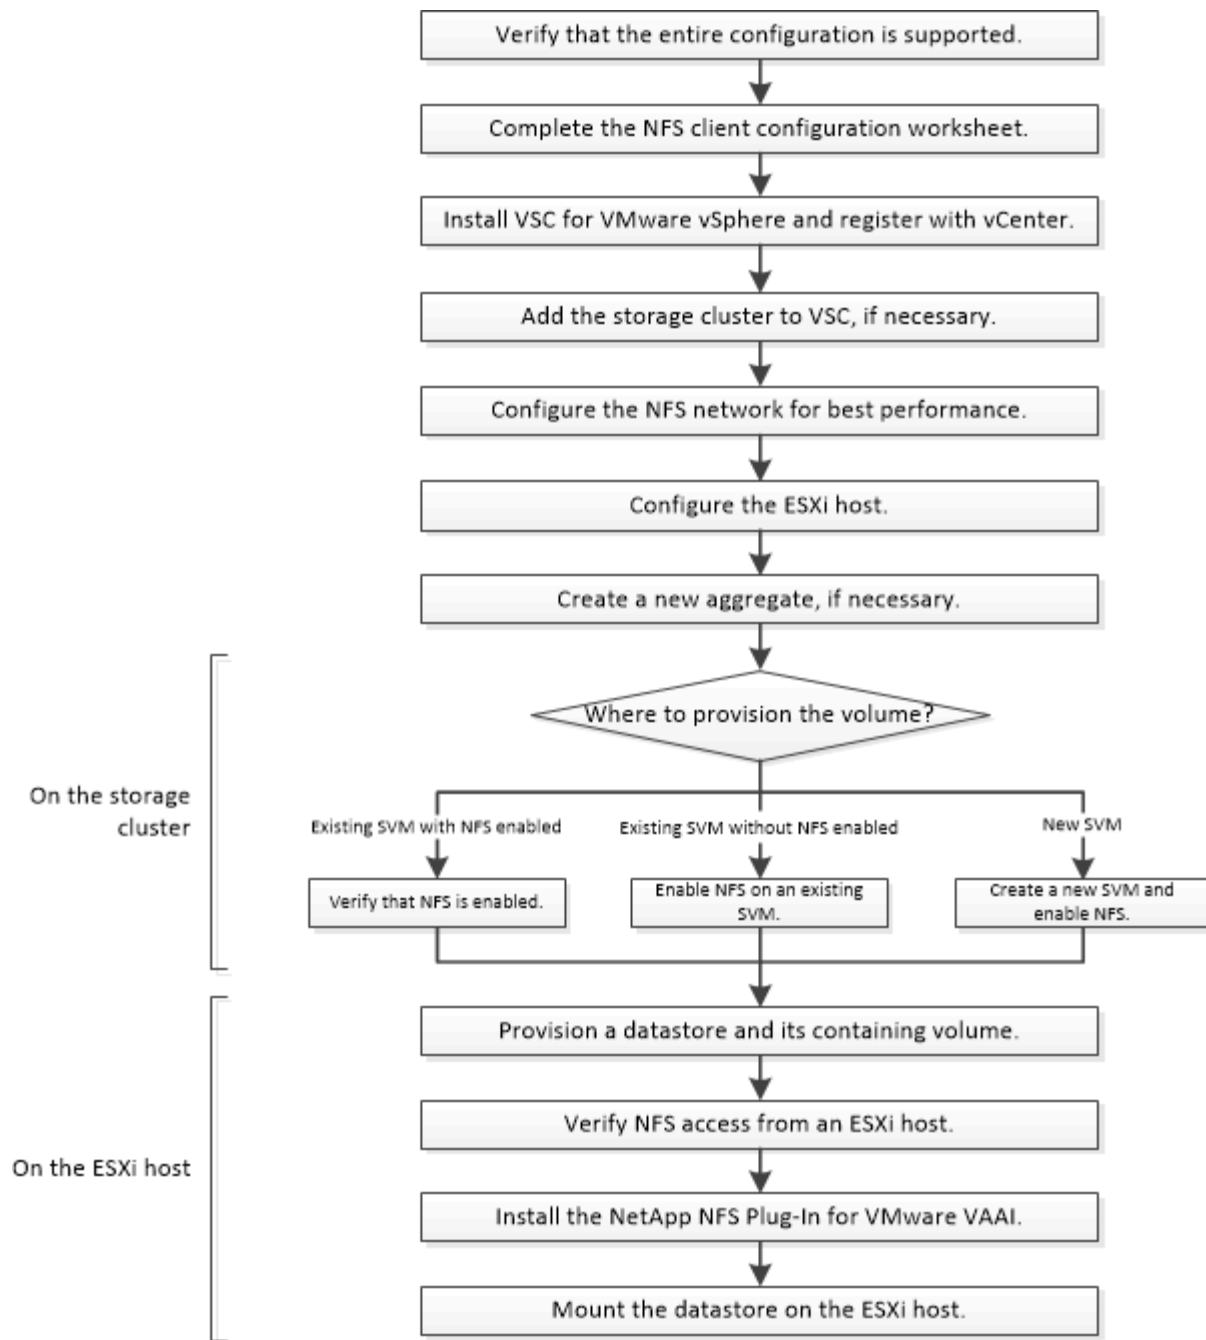 Verify that the entire configuration is supported.
Complete the NFS client configuration worksheet.
Install VSC for VMware vSphere and register with vCenter.
Add the storage cluster to VSC, if necessary.
Configure the NFS network for best performance.
Configure the ESXi host.
Create a new aggregate, if necessary.
Where to provision the volume?
On the storage
cluster
Existing SVM with NFS enabled
Existing SVM without NFS enabled
New SVM
Verify that NFS is enabled.
Enable NFS on an existing
SVM.
Create a new SVM and
enable NFS.
Provision a datastore and its containing volume.
Verify NFS access from an ESXi host.
On the ESXi host
Install the NetApp NFS Plug-In for VMware VAAI.
Mount the datastore on the ESXi host.